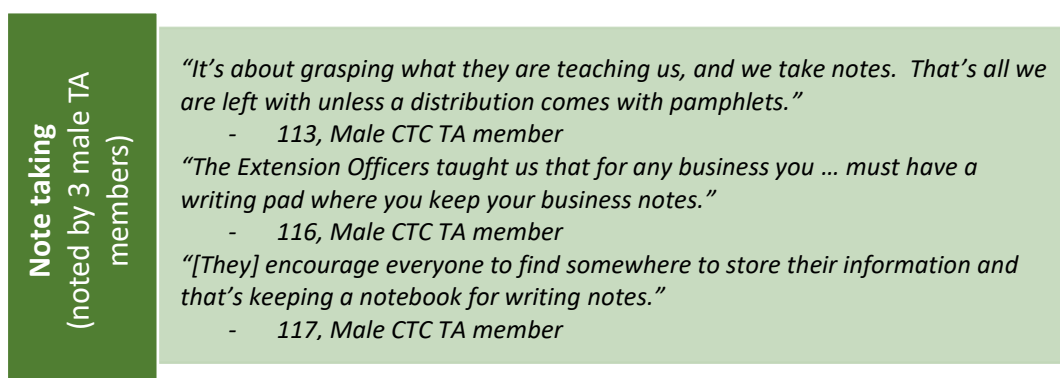 Note taking
(noted by 3 male TA
members)
“It’s about grasping what they are teaching us, and we take notes.  That’s all we
are left with unless a distribution comes with pamphlets.”
- 113, Male CTC TA member
“The Extension Officers taught us that for any business you … must have a
writing pad where you keep your business notes.”
- 116, Male CTC TA member
“[They] encourage everyone to find somewhere to store their information and
that’s keeping a notebook for writing notes.”
- 117, Male CTC TA member